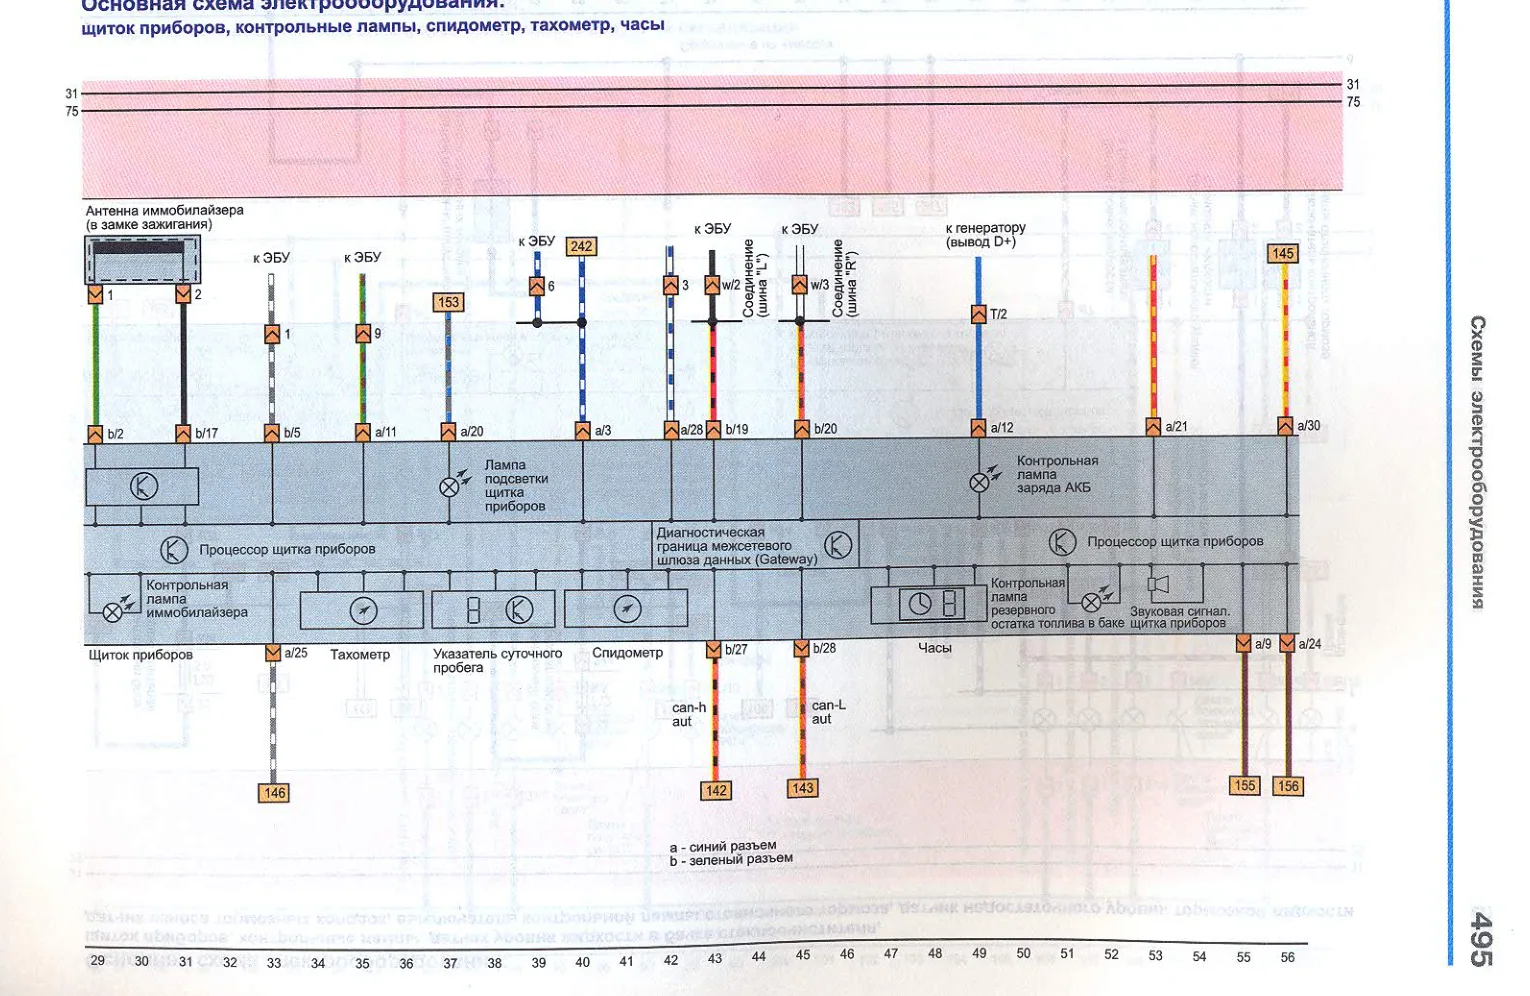 Основная схема электрооборудования:
щиток приборов, контрольные лампы, спидометр, тахометр, часы
31
31
75
75
Антенна иммобилайзера
(в замке зажигания)
1
2
к ЭБУ
1
к ЭБУ
9
153
к ЭБУ
6
242
3
к ЭБУ
w/2
Соединение
(шина "L")
к ЭБУ
w/3
Соединение
(шина "R")
к генератору
(вывод D+)
T/2
145
b/2
b/17
b/5
a/11
a/20
a/3
a/28
b/19
b/20
a/12
a/21
a/30
Лампа
подсветки
щитка
приборов
Контрольная
лампа
заряда АКБ
Процессор щитка приборов
Диагностическая
граница межсетевого
шлюза данных (Gateway)
Процессор щитка приборов
Контрольная
лампа
иммобилайзера
Контрольная
лампа
резервного
остатка топлива в баке
Звуковая сигнал.
щитка приборов
Щиток приборов
a/25
Тахометр
Указатель суточного
пробега
Спидометр
b/27
b/28
Часы
a/9
a/24
can-h
aut
can-L
aut
146
142
143
155
156
a - синий разъем
b - зеленый разъем
29 30 31 32 33 34 35 36 37 38 39 40 41 42 43 44 45 46 47 48 49 50 51 52 53 54 55 56
Схемы электрооборудования
495